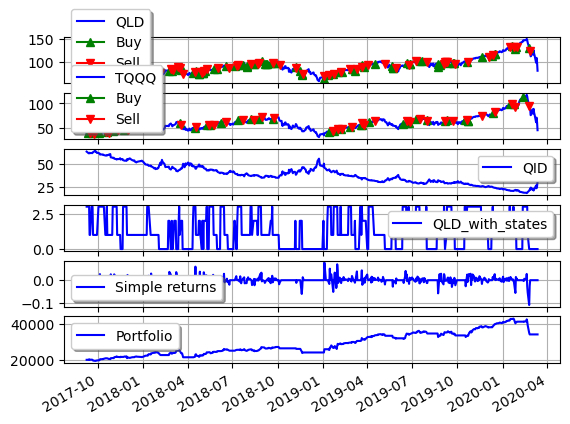 QLD
Buy
Sell
150
100
TQQQ
Buy
Sell
100
50
QID
50
25
QLD_with_states
2.5
0.0
Simple returns
0.0
−0.1
Portfolio
40000
20000
2017-10 2018-01 2018-04 2018-07 2018-10 2019-01 2019-04 2019-07 2019-10 2020-01 2020-04